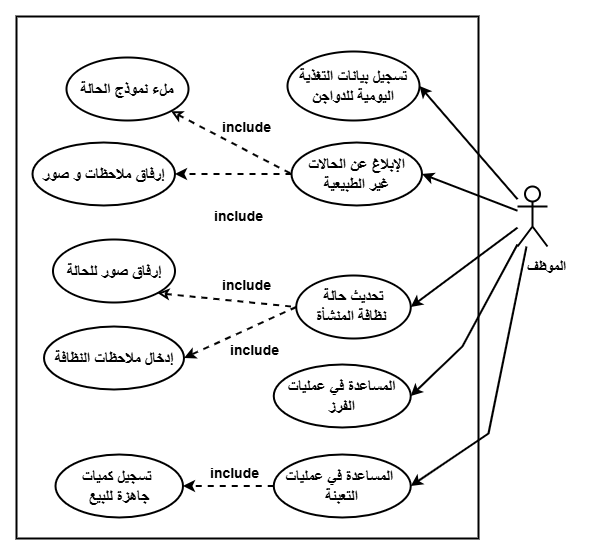 تسجيل بيانات التغذية
اليومية للدواجن
ملء نموذج الحالة
include
الإبلاغ عن الحالات
غير الطبيعية
إرفاق ملاحظات و صور
include
الموظف
إرفاق صور للحالة
include
تحديث حالة
نظافة المنشأة
include
إدخال ملاحظات النظافة
المساعدة في عمليات
الفرز
المساعدة في عمليات
التعبئة
include
تسجيل كميات
جاهزة للبيع